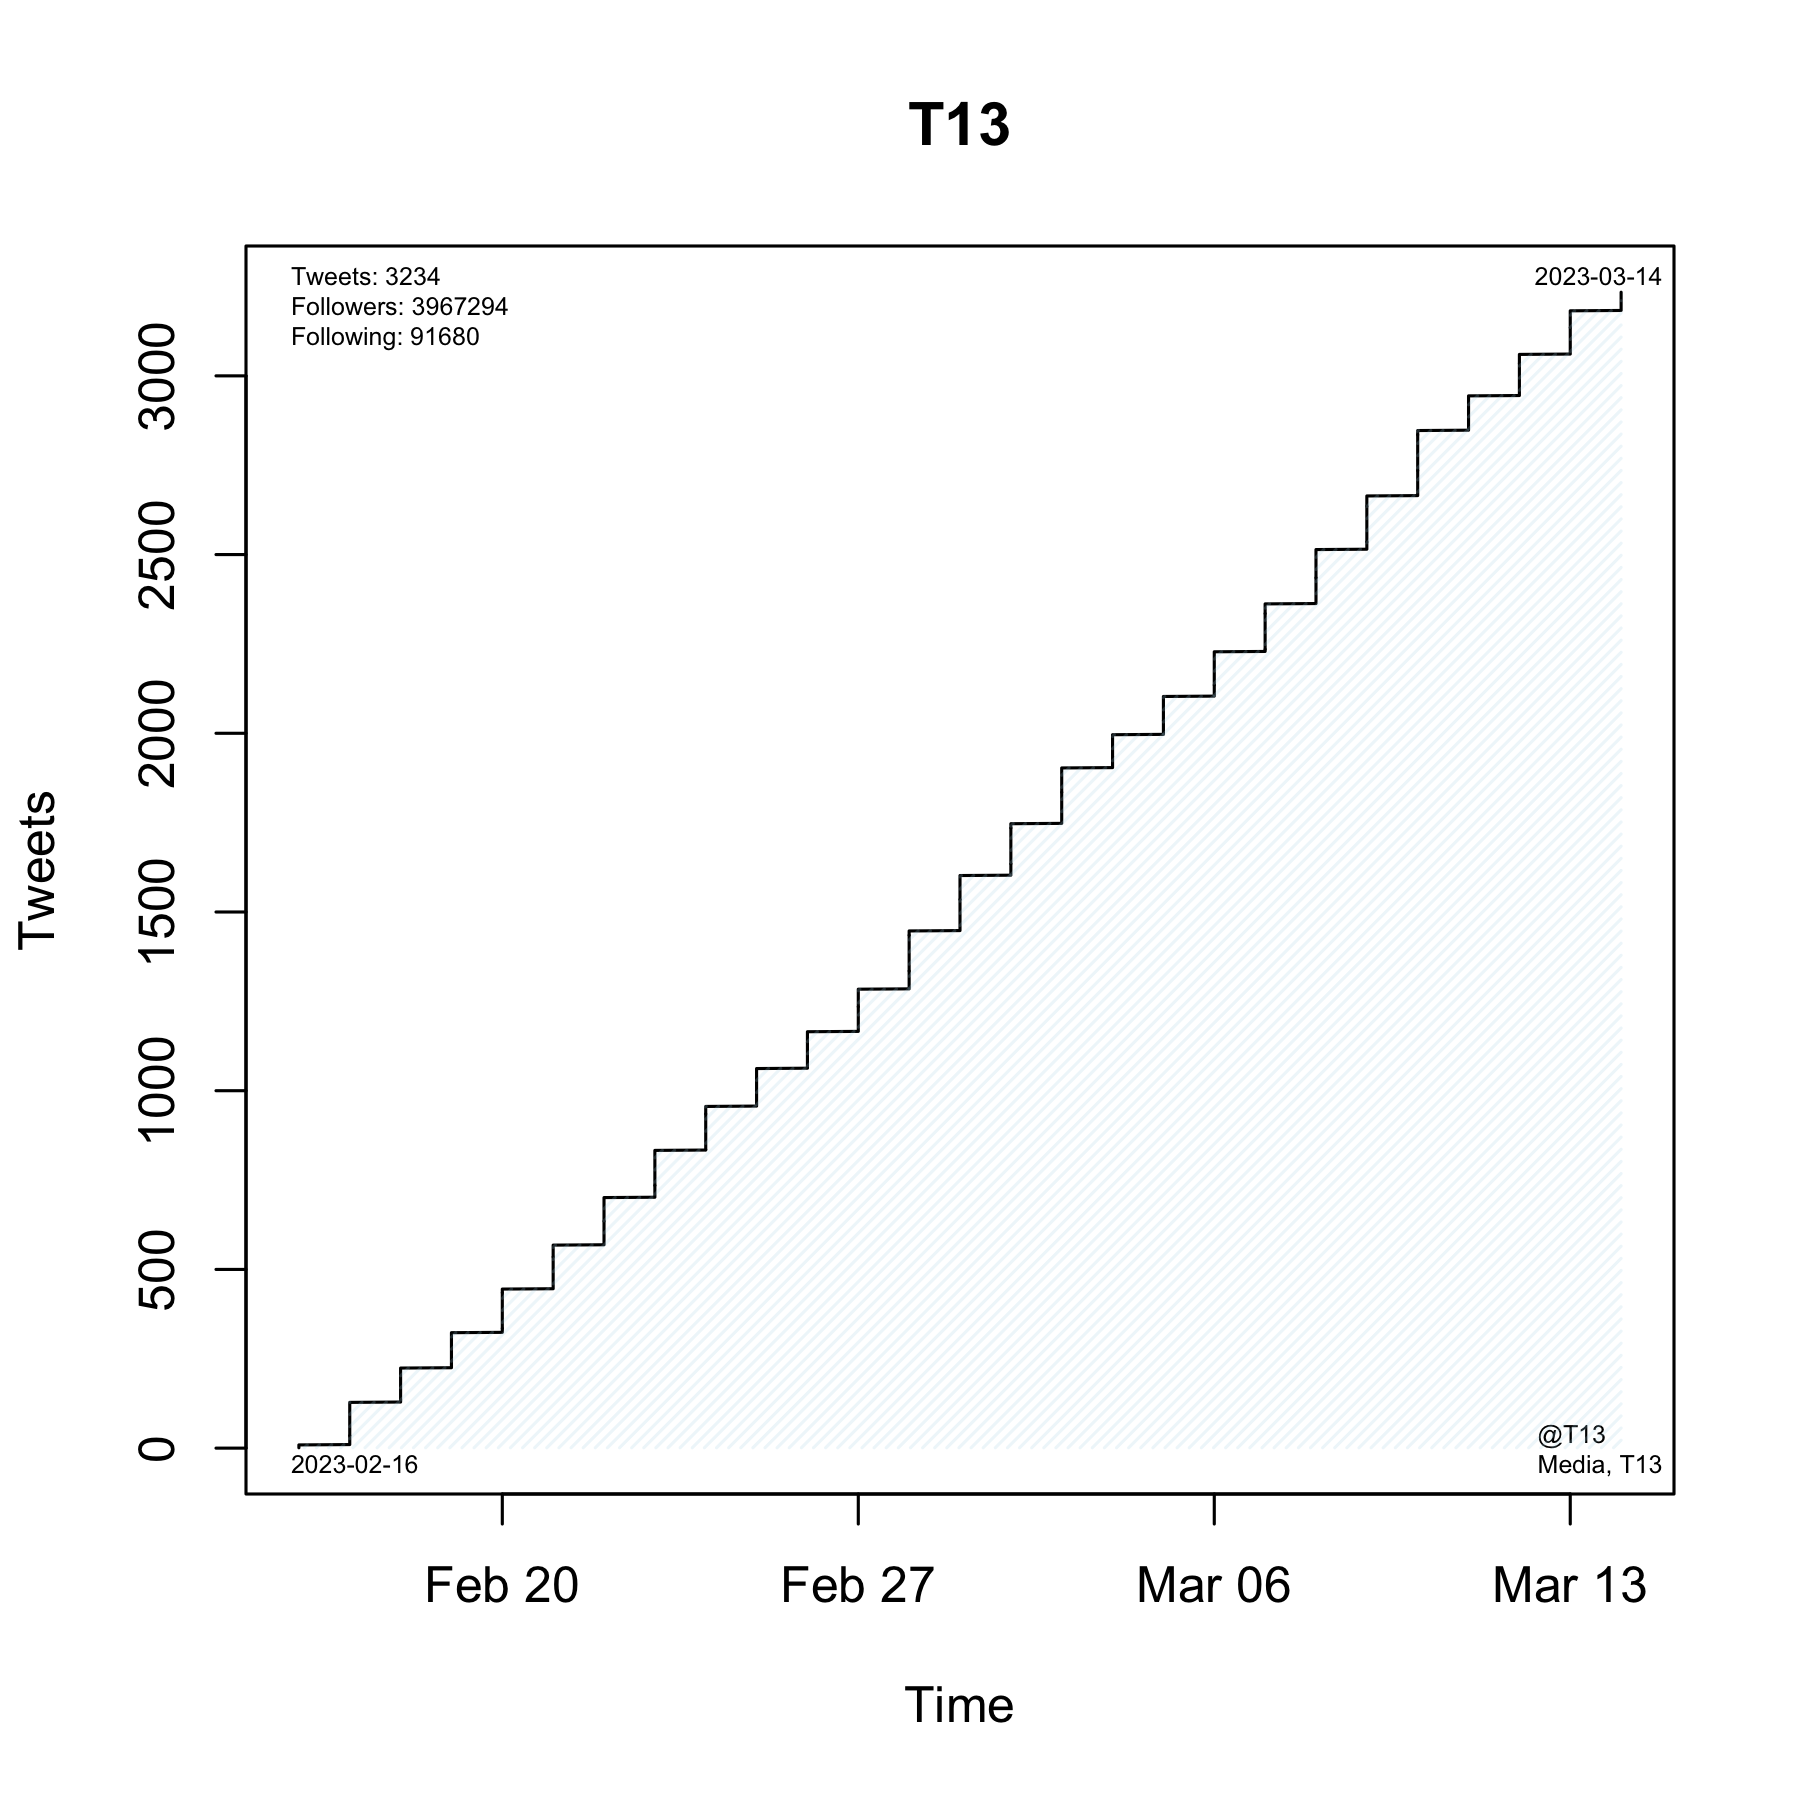 T13
Tweets: 3234
Followers: 3967294
Following: 91680
2023-03-14
3000
2500
2000
1500
1000
500
0
Tweets
2023-02-16
@T13
Media, T13
Feb 20
Feb 27
Mar 06
Mar 13
Time